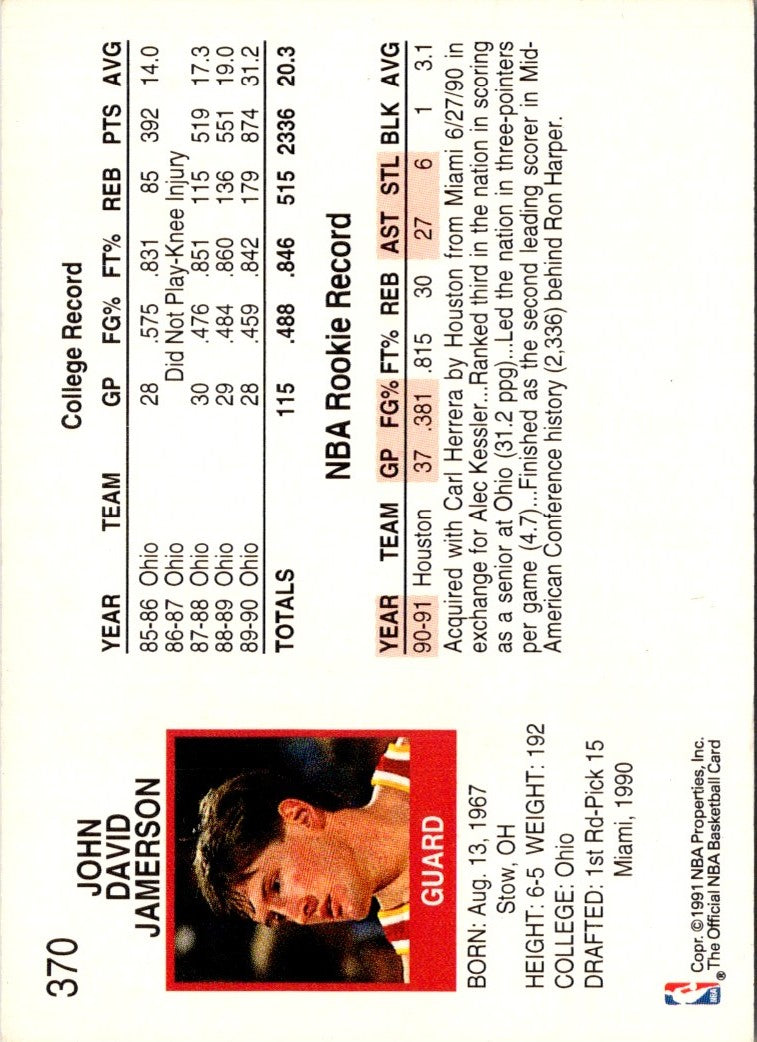 370
JOHN
DAVID
JAMERSON
GUARD
BORN: Aug. 13, 1967
Stow, OH
HEIGHT: 6-5 WEIGHT: 192
COLLEGE: Ohio
DRAFTED: 1st Rd-Pick 15
Miami, 1990
NBA
®
Copr. ©1991 NBA Properties, Inc.
The Official NBA Basketball Card
College Record
YEAR TEAM GP FG% FT% REB PTS AVG
85-86 Ohio 28 .575 .831 85 392 14.0
86-87 Ohio Did Not Play-Knee Injury
87-88 Ohio 30 .476 .851 115 519 17.3
88-89 Ohio 29 .484 .860 136 551 19.0
89-90 Ohio 28 .459 .842 179 874 31.2
TOTALS 115 .488 .846 515 2336 20.3
NBA Rookie Record
YEAR TEAM GP FG% FT% REB AST STL BLK AVG
90-91 Houston 37 .381 .815 30 27 6 1 3.1
Acquired with Carl Herrera by Houston from Miami 6/27/90 in
exchange for Alec Kessler...Ranked third in the nation in scoring
as a senior at Ohio (31.2 ppg)...Led the nation in three-pointers
per game (4.7)...Finished as the second leading scorer in Mid-
American Conference history (2,336) behind Ron Harper.